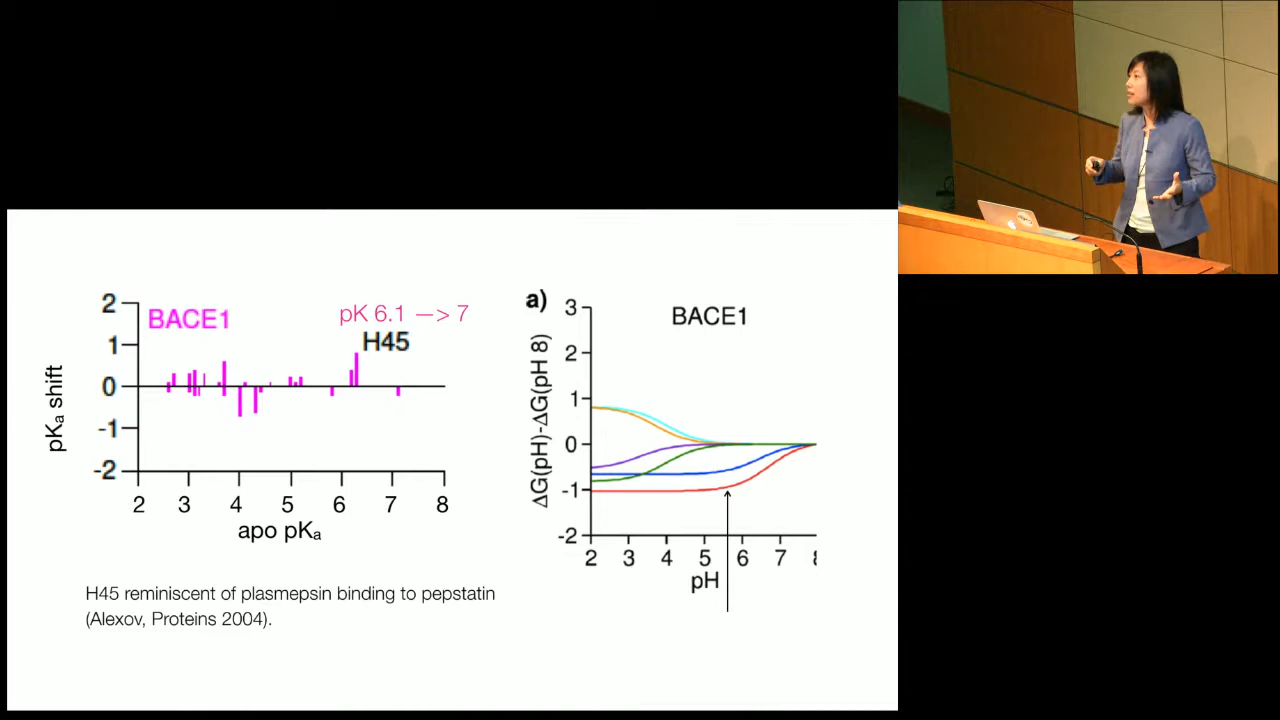 BACE1
pK 6.1 —> 7
H45
pKₐ shift
2
1
0
-1
-2
2 3 4 5 6 7 8
apo pKₐ
H45 reminiscent of plasmepsin binding to pepstatin
(Alexov, Proteins 2004).
a)
BACE1
ΔG(pH)-ΔG(pH 8)
3
2
1
0
-1
-2
2 3 4 5 6 7 8
pH